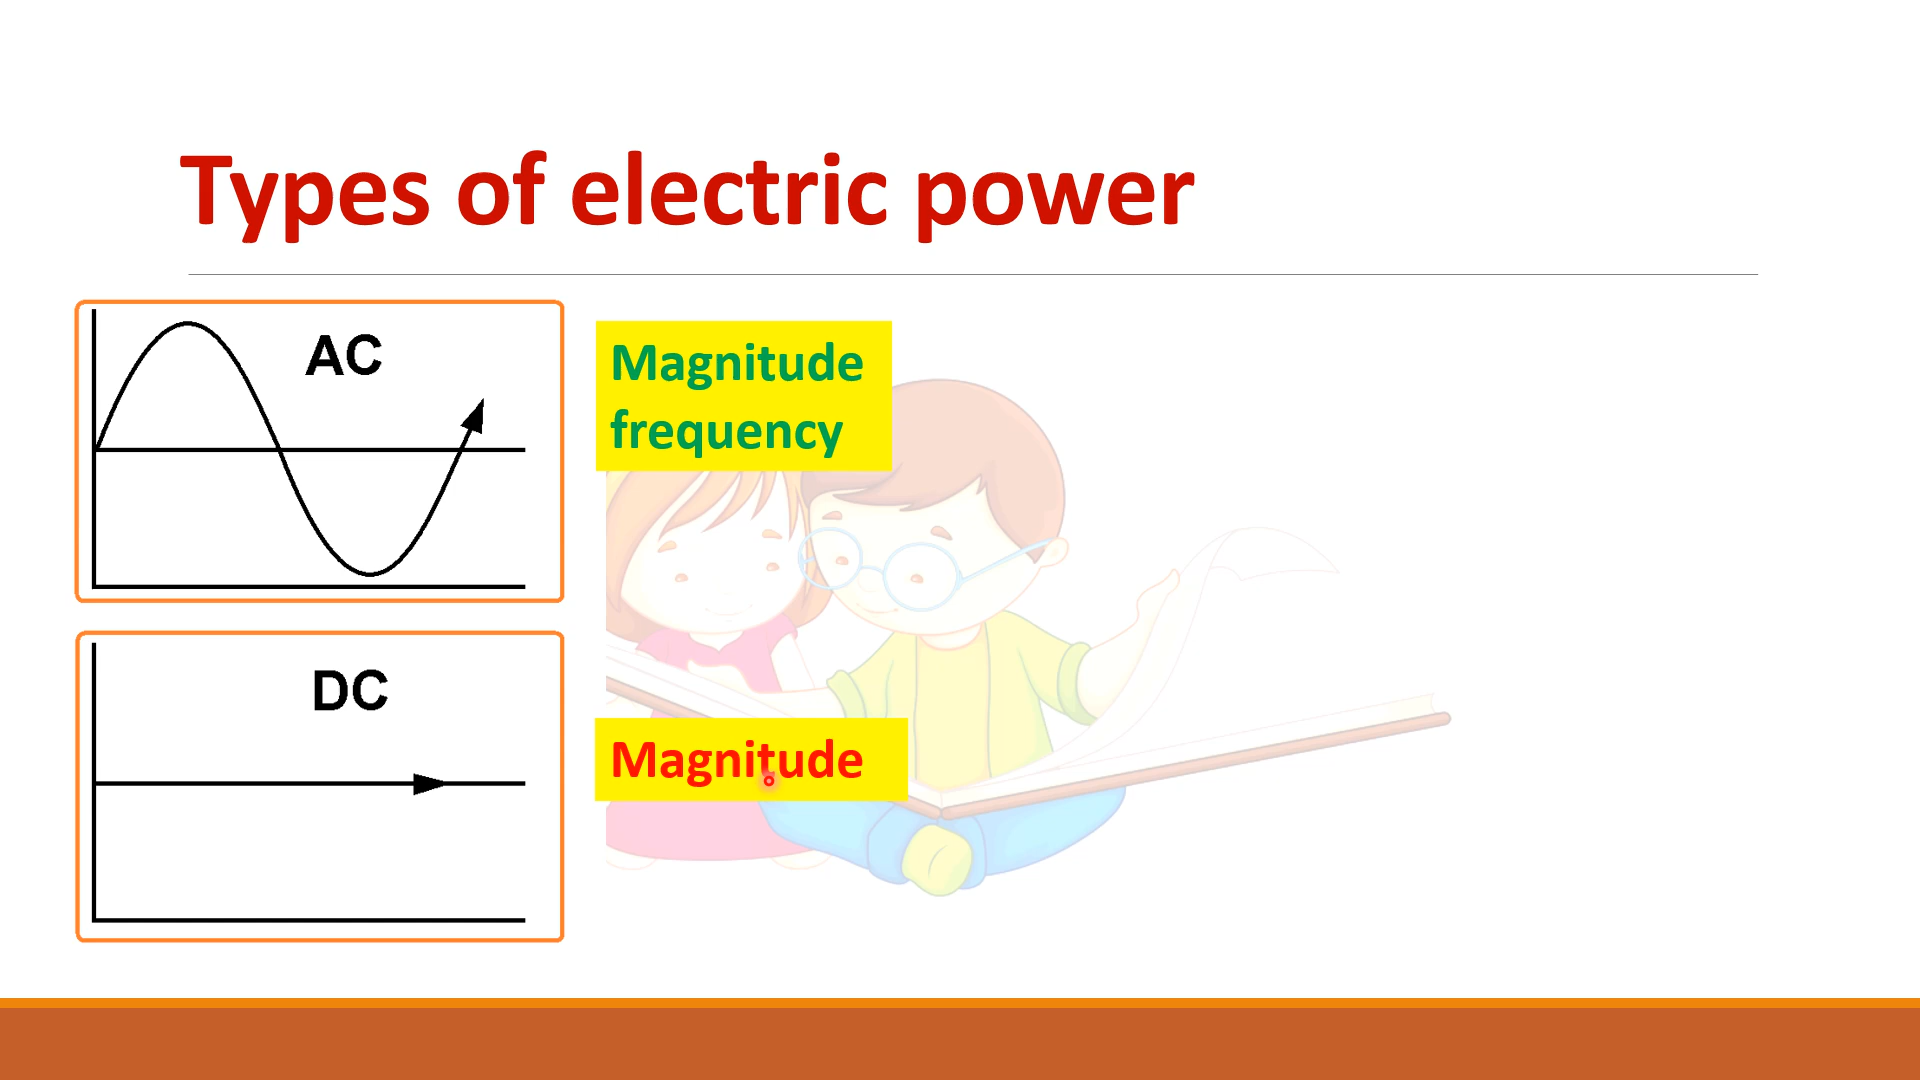 Types of electric power
AC
Magnitude
frequency
DC
Magnitude